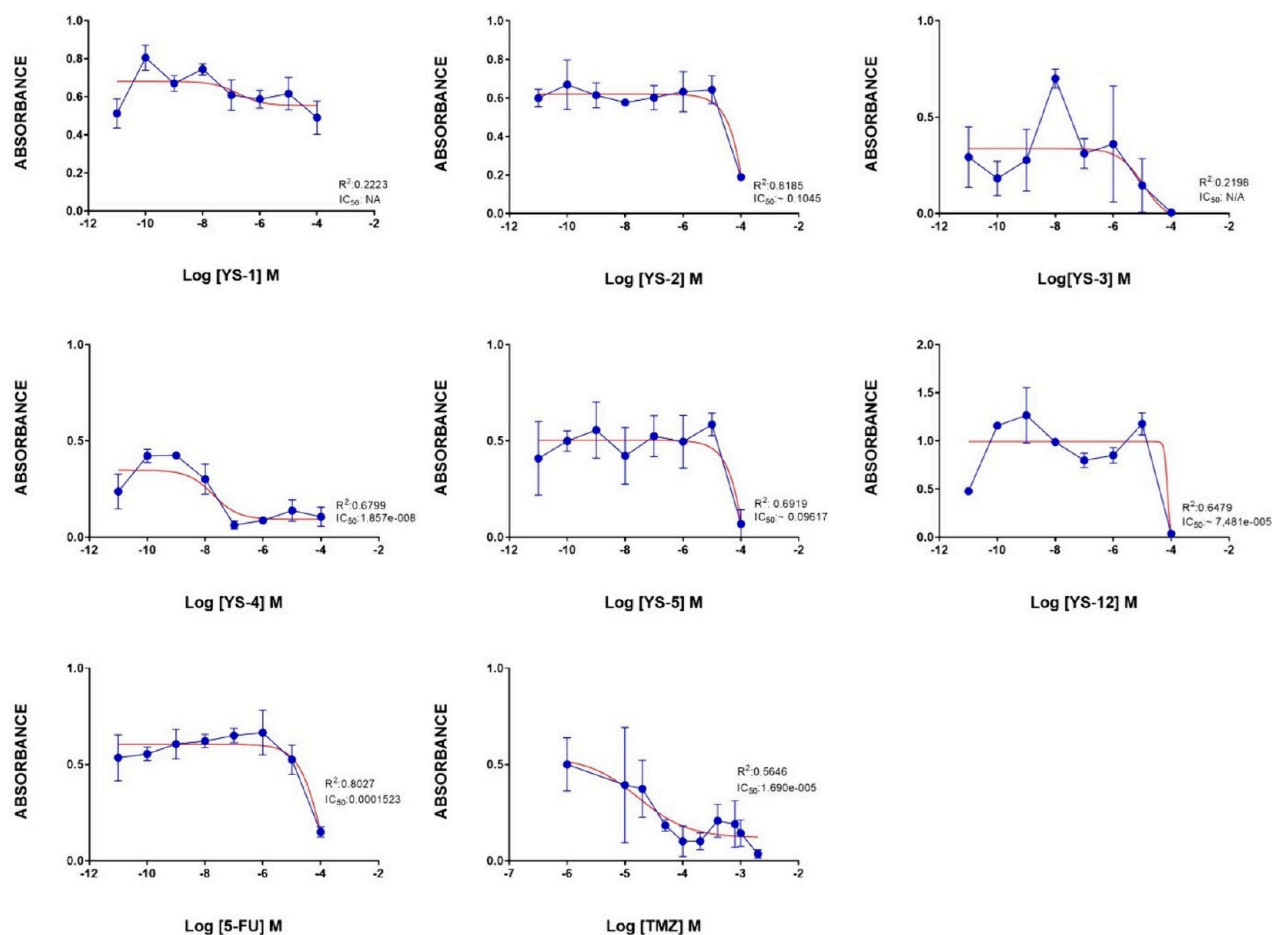 ABSORBANCE
1.0
0.8
0.6
0.4
0.2
0.0
-12
-10
-8
-6
-4
-2
R²:0.2223
IC₅₀: NA
Log [YS-1] M
ABSORBANCE
1.0
0.8
0.6
0.4
0.2
0.0
-12
-10
-8
-6
-4
-2
R²:0.8185
IC₅₀:~ 0.1045
Log [YS-2] M
ABSORBANCE
1.0
0.5
0.0
-12
-10
-8
-6
-4
-2
R²:0.2198
IC₅₀: N/A
Log[YS-3] M
ABSORBANCE
1.0
0.5
0.0
-12
-10
-8
-6
-4
-2
R²:0.6799
IC₅₀:1.857e-008
Log [YS-4] M
ABSORBANCE
1.0
0.5
0.0
-12
-10
-8
-6
-4
-2
R²: 0.6919
IC₅₀:~ 0.09617
Log [YS-5] M
ABSORBANCE
2.0
1.5
1.0
0.5
0.0
-12
-10
-8
-6
-4
-2
R²:0.6479
IC₅₀:~ 7,481e-005
Log [YS-12] M
ABSORBANCE
1.0
0.5
0.0
-12
-10
-8
-6
-4
-2
R²:0.8027
IC₅₀:0.0001523
Log [5-FU] M
ABSORBANCE
1.0
0.5
0.0
-7
-6
-5
-4
-3
-2
R²:0.5646
IC₅₀:1.690e-005
Log [TMZ] M